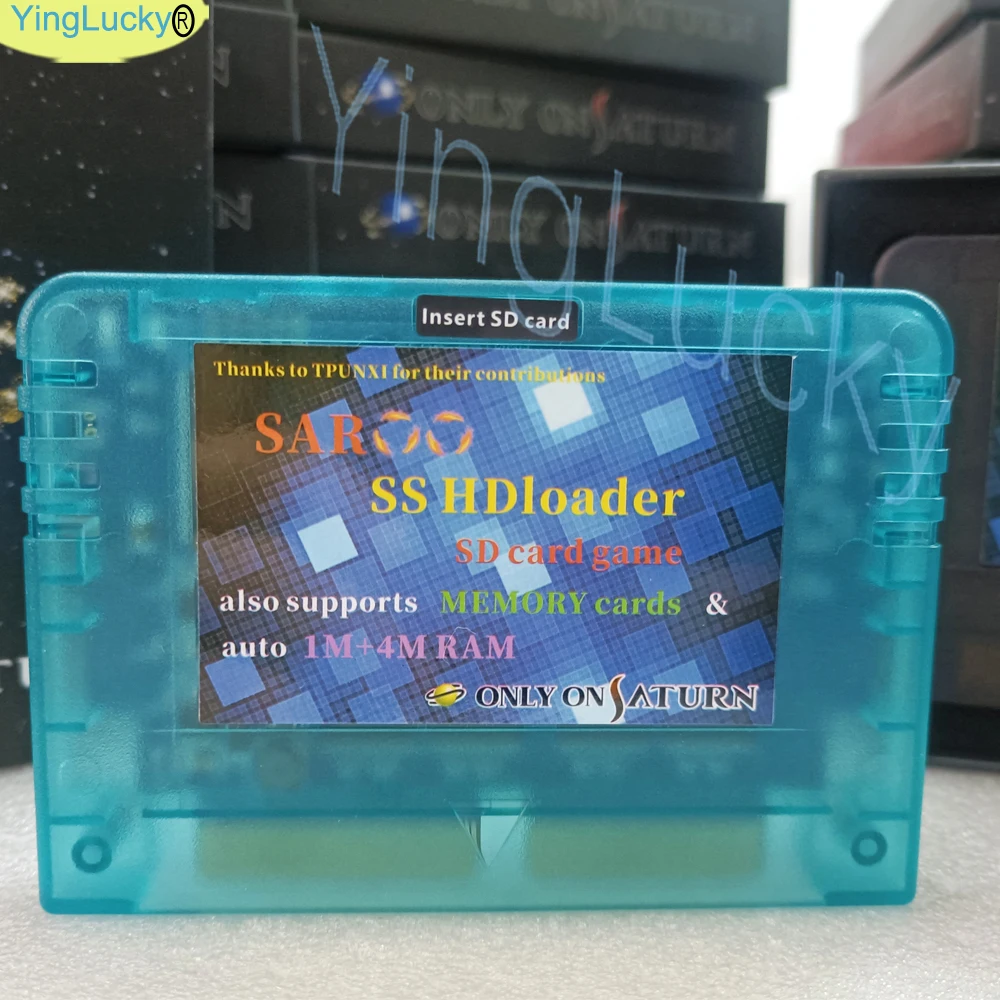 YingLucky®
ONLY ON SATURN
N
ONLY ON SATURN
YingLucky
Insert SD card
Thanks to TPUNXI for their contributions
SAROO
SS HDloader
SD card game
also supports MEMORY cards &
auto 1M+4M RAM
ONLY ON SATURN